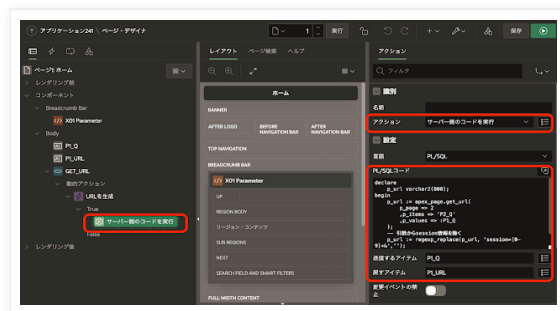 アプリケーション241 \ ページ・デザイナ
1
実行
保存
ページ1: ホーム
レンダリング前
コンポーネント
Breadcrumb Bar
X01 Parameter
Body
P1_Q
P1_URL
GET_URL
動的アクション
URLを生成
True
サーバー側のコードを実行
False
レンダリング後
レイアウト
ページ検索
ヘルプ
ホーム
BANNER
AFTER LOGO
BEFORE NAVIGATION BAR
AFTER NAVIGATION BAR
TOP NAVIGATION
BREADCRUMB BAR
X01 Parameter
UP
REGION BODY
リージョン・コンテンツ
SUB REGIONS
NEXT
SEARCH FIELD AND SMART FILTERS
FULL WIDTH CONTENT
アクション
フィルタ
識別
名前
アクション
サーバー側のコードを実行
設定
言語
PL/SQL
PL/SQLコード
declare
p_url varchar2(800);
begin
p_url := apex_page.get_url(
p_page => 2
,p_items => 'P2_Q'
,p_values => :P1_Q
);
-- 引数からsession情報を除く
p_url := regexp_replace(p_url, 'session=[0-
9]+&','');
送信するアイテム
P1_Q
戻すアイテム
P1_URL
変更イベントの禁止